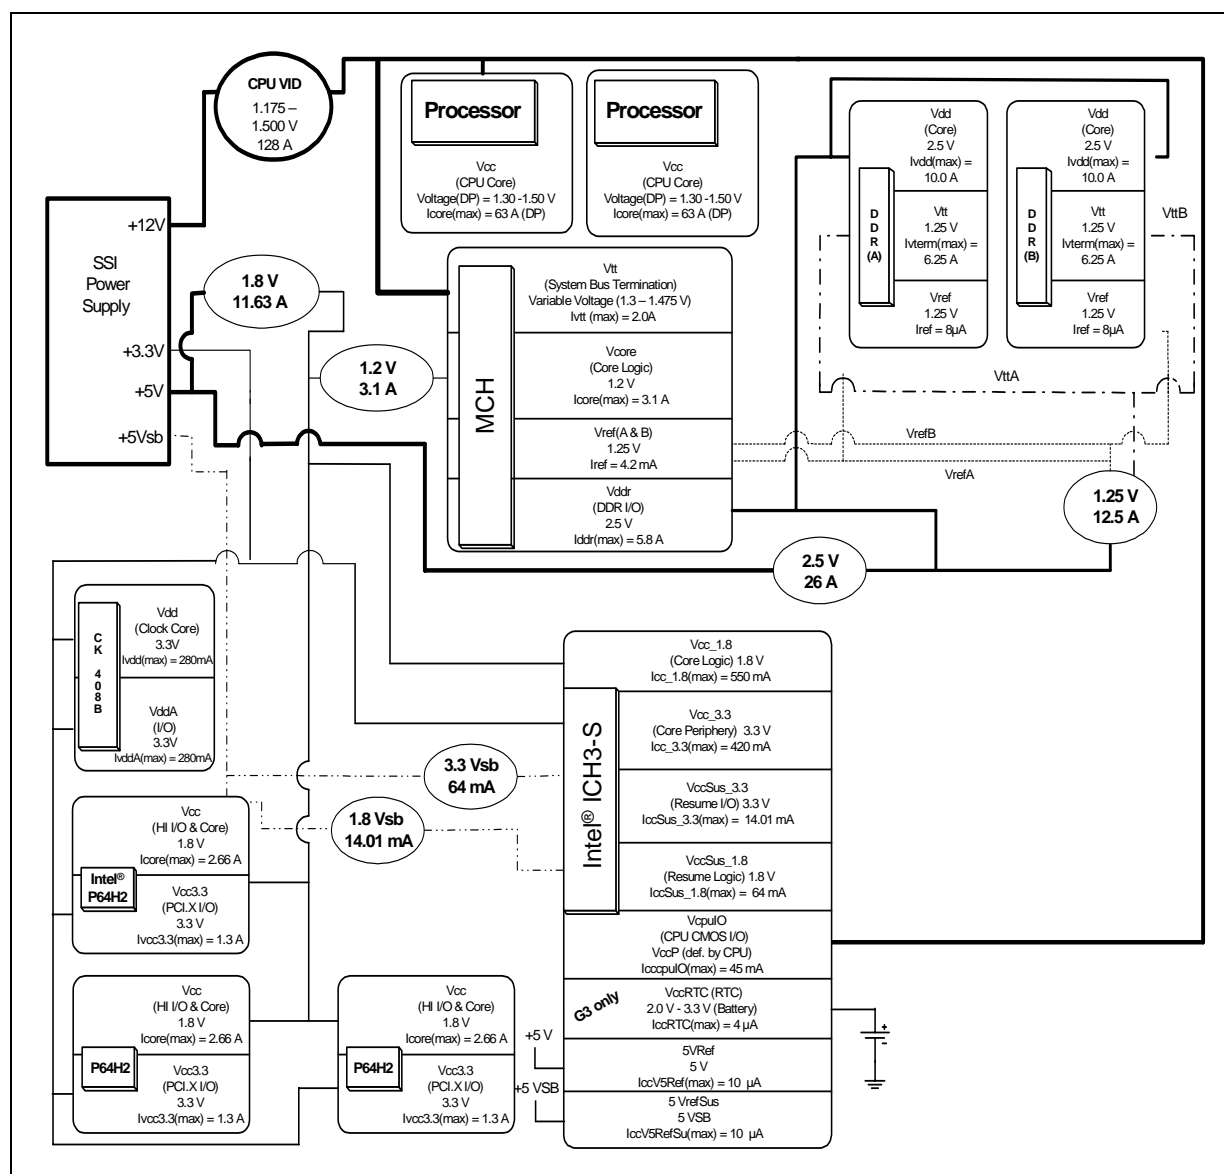 CPU VID
1.175 –
1.500 V
128 A
Processor
Vcc
(CPU Core)
Voltage(DP) = 1.30 -1.50 V
Icore(max) = 63 A (DP)
Processor
Vcc
(CPU Core)
Voltage(DP) = 1.30 -1.50 V
Icore(max) = 63 A (DP)
DDR(A)
Vdd
(Core)
2.5 V
Ivdd(max) =
10.0 A
Vtt
1.25 V
Ivterm(max) =
6.25 A
Vref
1.25 V
Iref = 8µA
DDR(B)
Vdd
(Core)
2.5 V
Ivdd(max) =
10.0 A
Vtt
1.25 V
Ivterm(max) =
6.25 A
Vref
1.25 V
Iref = 8µA
VttB
VttA
SSI
Power
Supply
+12V
+3.3V
+5V
+5Vsb
1.8 V
11.63 A
1.2 V
3.1 A
MCH
Vtt
(System Bus Termination)
Variable Voltage (1.3 – 1.475 V)
Ivtt (max) = 2.0A
Vcore
(Core Logic)
1.2 V
Icore(max) = 3.1 A
Vref(A & B)
1.25 V
Iref = 4.2 mA
Vddr
(DDR I/O)
2.5 V
Iddr(max) = 5.8 A
VrefB
VrefA
1.25 V
12.5 A
2.5 V
26 A
CK 408B
Vdd
(Clock Core)
3.3V
Ivdd(max) = 280mA
VddA
(I/O)
3.3V
IvddA(max) = 280mA
3.3 Vsb
64 mA
1.8 Vsb
14.01 mA
Intel® ICH3-S
Vcc_1.8
(Core Logic) 1.8 V
Icc_1.8(max) = 550 mA
Vcc_3.3
(Core Periphery) 3.3 V
Icc_3.3(max) = 420 mA
VccSus_3.3
(Resume I/O) 3.3 V
IccSus_3.3(max) = 14.01 mA
VccSus_1.8
(Resume Logic) 1.8 V
IccSus_1.8(max) = 64 mA
VcpuIO
(CPU CMOS I/O)
VccP (def. by CPU)
IcccpuIO(max) = 45 mA
G3 only
VccRTC (RTC)
2.0 V - 3.3 V (Battery)
IccRTC(max) = 4 µA
+5 V
5VRef
5 V
IccV5Ref(max) = 10 µA
+5 VSB
5 VrefSus
5 VSB
IccV5RefSu(max) = 10 µA
+
-
Intel®
P64H2
Vcc
(HI I/O & Core)
1.8 V
Icore(max) = 2.66 A
Vcc3.3
(PCI.X I/O)
3.3 V
Ivcc3.3(max) = 1.3 A
P64H2
Vcc
(HI I/O & Core)
1.8 V
Icore(max) = 2.66 A
Vcc3.3
(PCI.X I/O)
3.3 V
Ivcc3.3(max) = 1.3 A
P64H2
Vcc
(HI I/O & Core)
1.8 V
Icore(max) = 2.66 A
Vcc3.3
(PCI.X I/O)
3.3 V
Ivcc3.3(max) = 1.3 A